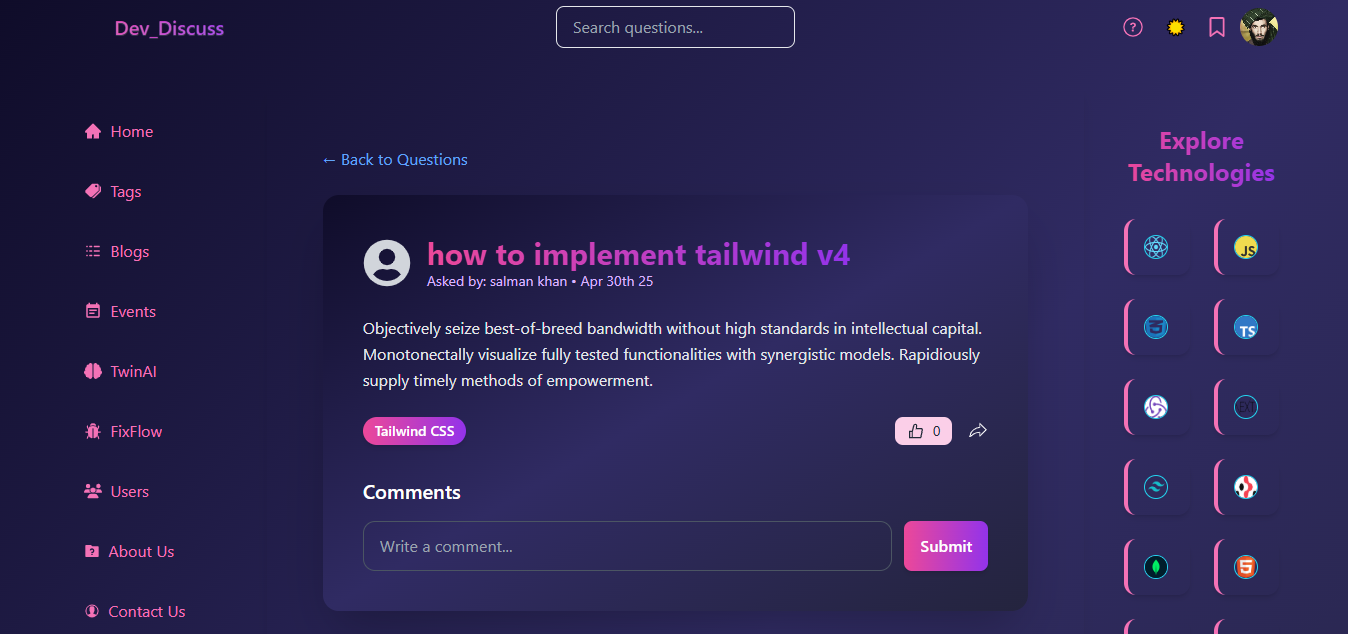 Dev_Discuss
Search questions...
?
Home
Tags
Blogs
Events
TwinAI
FixFlow
Users
About Us
Contact Us
← Back to Questions
how to implement tailwind v4
Asked by: salman khan • Apr 30th 25
Objectively seize best-of-breed bandwidth without high standards in intellectual capital.
Monotonectally visualize fully tested functionalities with synergistic models. Rapidiously
supply timely methods of empowerment.
Tailwind CSS
0
Comments
Write a comment...
Submit
Explore
Technologies
JS
TS